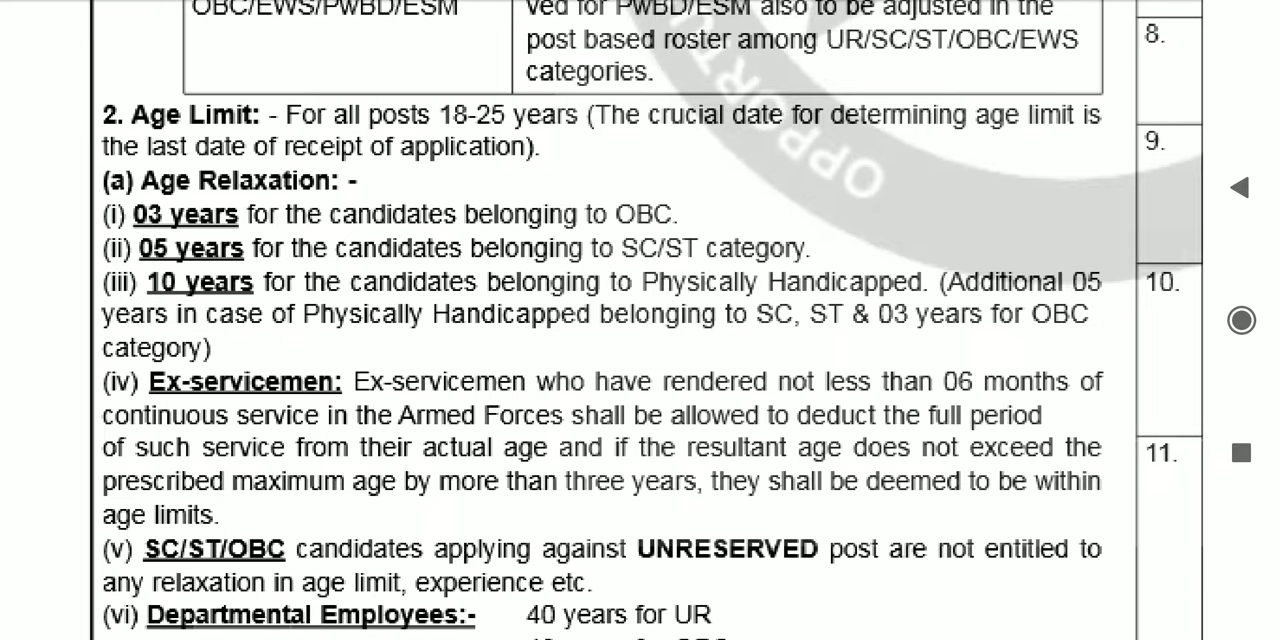 OBC/EWS/PwBD/ESM
ved for PwBD/ESM also to be adjusted in the
post based roster among UR/SC/ST/OBC/EWS
categories.
2. Age Limit: - For all posts 18-25 years (The crucial date for determining age limit is
the last date of receipt of application).
(a) Age Relaxation: -
(i) 03 years for the candidates belonging to OBC.
(ii) 05 years for the candidates belonging to SC/ST category.
(iii) 10 years for the candidates belonging to Physically Handicapped. (Additional 05
years in case of Physically Handicapped belonging to SC, ST & 03 years for OBC
category)
(iv) Ex-servicemen: Ex-servicemen who have rendered not less than 06 months of
continuous service in the Armed Forces shall be allowed to deduct the full period
of such service from their actual age and if the resultant age does not exceed the
prescribed maximum age by more than three years, they shall be deemed to be within
age limits.
(v) SC/ST/OBC candidates applying against UNRESERVED post are not entitled to
any relaxation in age limit, experience etc.
(vi) Departmental Employees:- 40 years for UR
8.
9.
10.
11.